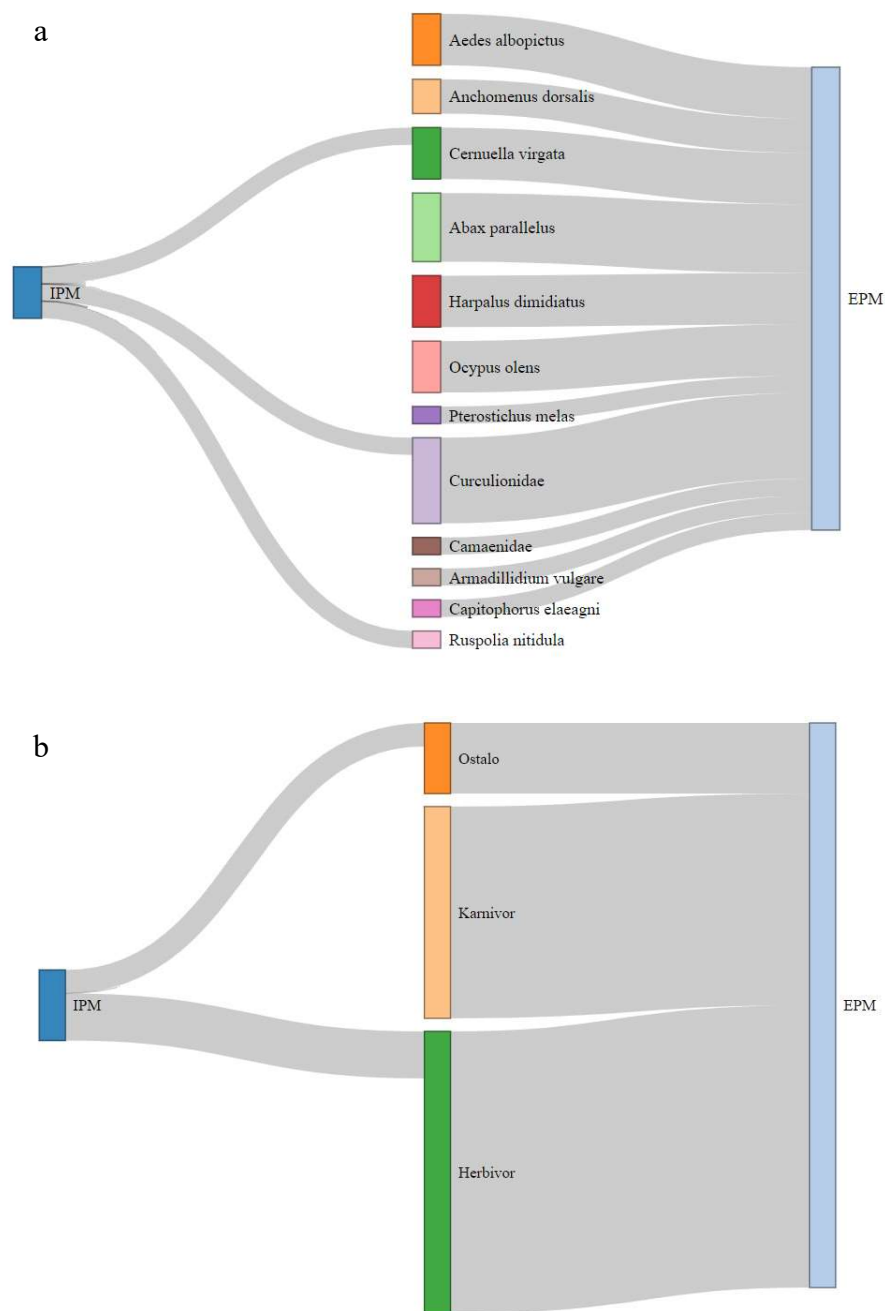 a
Aedes albopictus
Anchomenus dorsalis
Cernuella virgata
Abax parallelus
IPM
Harpalus dimidiatus
EPM
Ocypus olens
Pterostichus melas
Curculionidae
Camaenidae
Armadillidium vulgare
Capitophorus elaeagni
Ruspolia nitidula
b
Ostalo
Karnivor
IPM
EPM
Herbivor